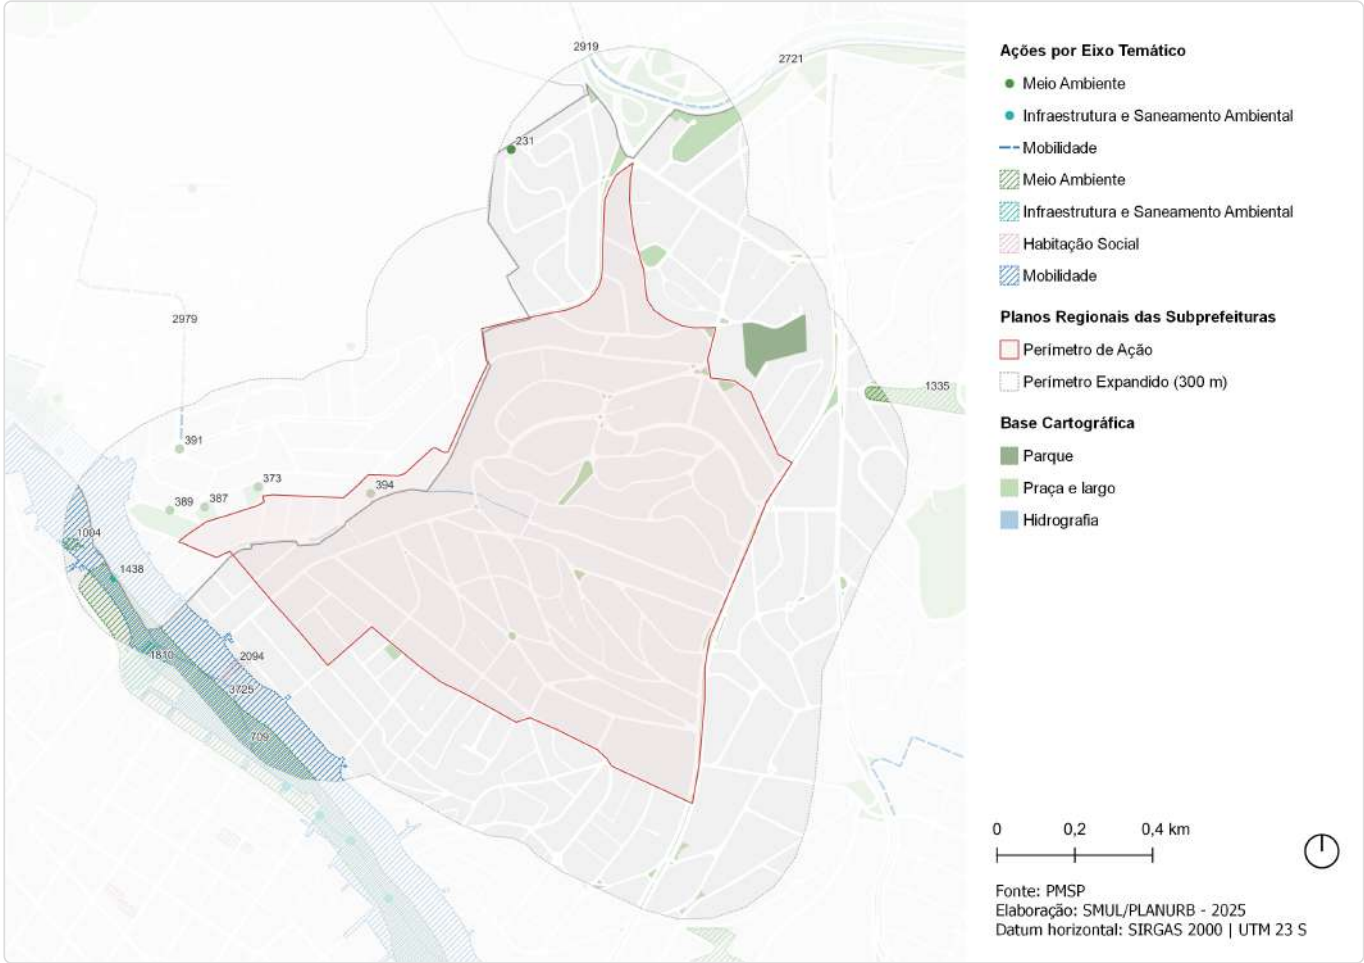 2919
2721
231
2979
1335
391
373
394
389
387
1004
1438
1810
2094
3725
709
Ações por Eixo Temático
Meio Ambiente
Infraestrutura e Saneamento Ambiental
Mobilidade
Meio Ambiente
Infraestrutura e Saneamento Ambiental
Habitação Social
Mobilidade
Planos Regionais das Subprefeituras
Perímetro de Ação
Perímetro Expandido (300 m)
Base Cartográfica
Parque
Praça e largo
Hidrografia
0 0,2 0,4 km
Fonte: PMSP
Elaboração: SMUL/PLANURB - 2025
Datum horizontal: SIRGAS 2000 | UTM 23 S